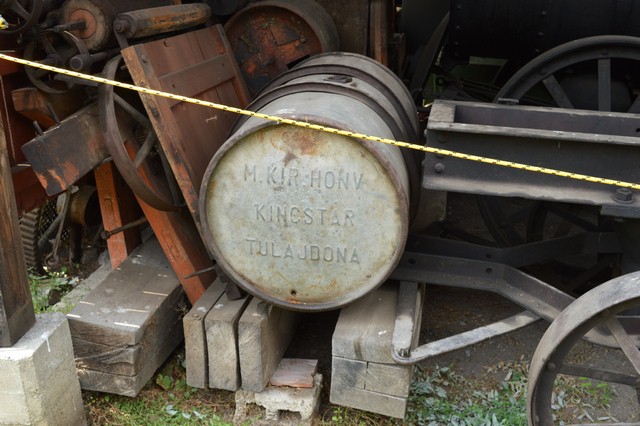 M. KIR. HONV
KINCSTÁR
TULAJDONA